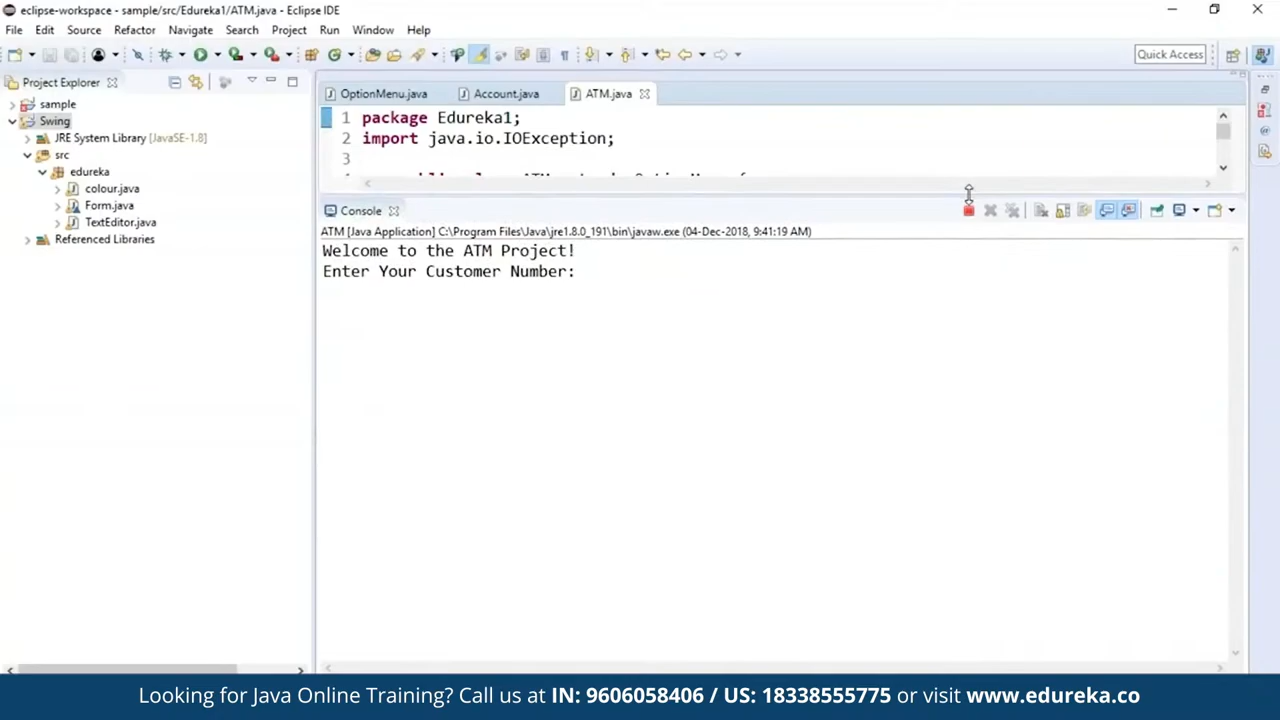 eclipse-workspace - sample/src/Edureka1/ATM.java - Eclipse IDE
File Edit Source Refactor Navigate Search Project Run Window Help
Quick Access
Project Explorer
sample
Swing
JRE System Library [JavaSE-1.8]
src
edureka
colour.java
Form.java
TextEditor.java
Referenced Libraries
OptionMenu.java Account.java ATM.java
1 package Edureka1;
2 import java.io.IOException;
3
Console
ATM [Java Application] C:\Program Files\Java\jre1.8.0_191\bin\javaw.exe (04-Dec-2018, 9:41:19 AM)
Welcome to the ATM Project!
Enter Your Customer Number:
Looking for Java Online Training? Call us at IN: 9606058406 / US: 18338555775 or visit www.edureka.co